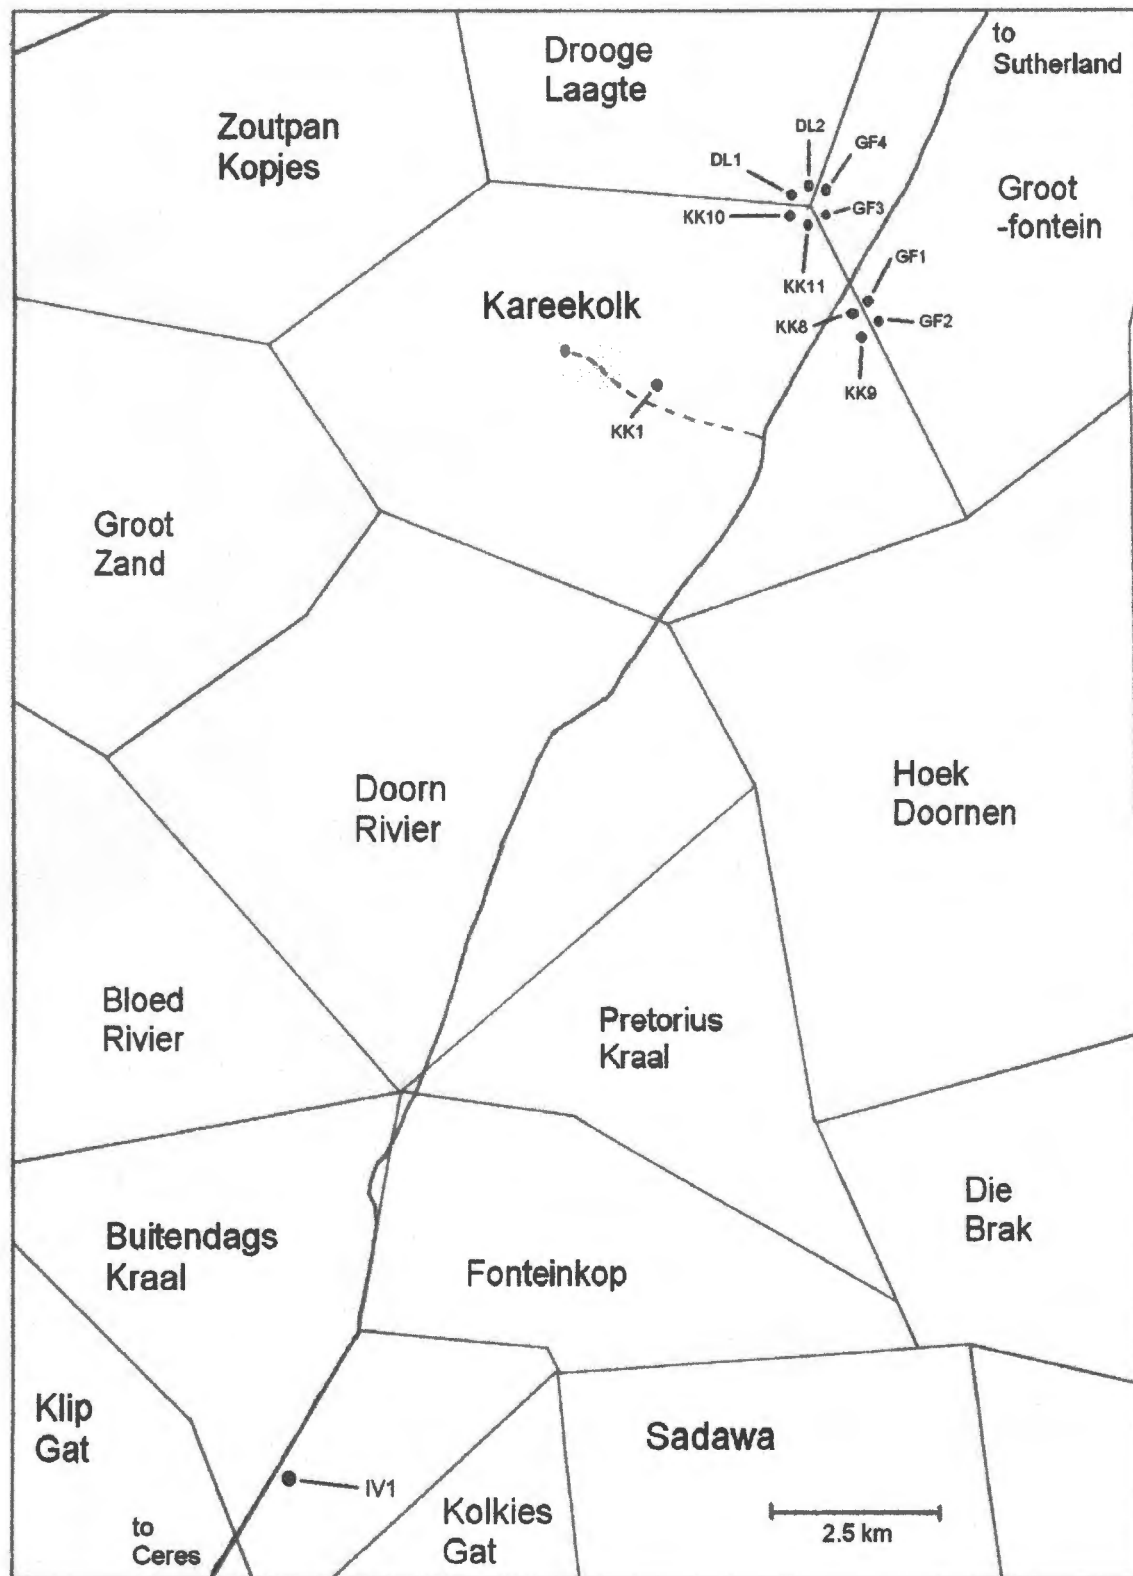 to
Sutherland
Drooge
Laagte
Zoutpan
Kopjes
DL2
GF4
DL1
Groot
-fontein
KK10
GF3
GF1
KK11
Kareekolk
KK8
GF2
KK9
KK1
Groot
Zand
Doorn
Rivier
Hoek
Doornen
Bloed
Rivier
Pretorius
Kraal
Die
Brak
Buitendags
Kraal
Fonteinkop
Klip
Gat
Sadawa
IV1
Kolkies
Gat
to
Ceres
2.5 km